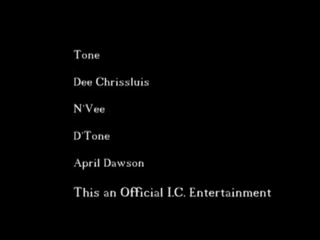 Tone
Dee Chrissluis
N'Vee
D'Tone
April Dawson
This an Official I.C. Entertainment